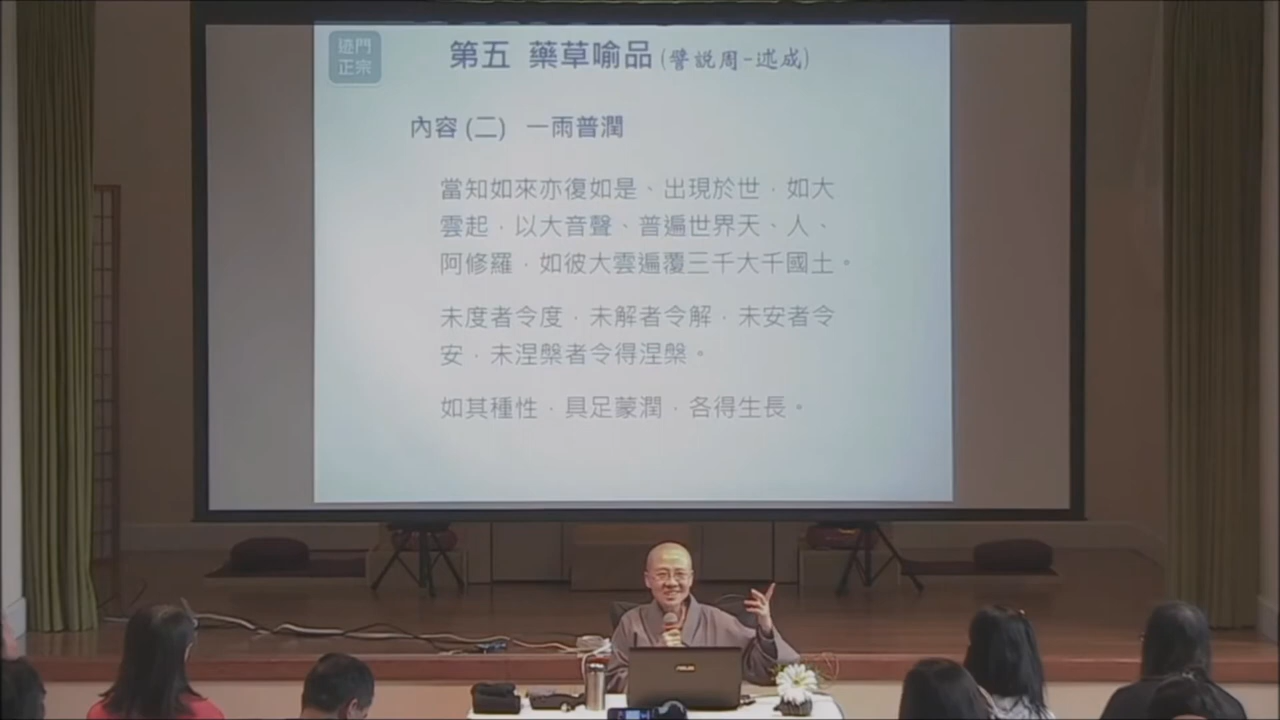 迹門
正宗
第五 藥草喻品 (譬說周-述成)
內容 (二) 一雨普潤
當知如來亦復如是、出現於世，如大
雲起，以大音聲、普遍世界天、人、
阿修羅，如彼大雲遍覆三千大千國土。
未度者令度，未解者令解，未安者令
安，未涅槃者令得涅槃。
如其種性，具足蒙潤，各得生長。
ASUS